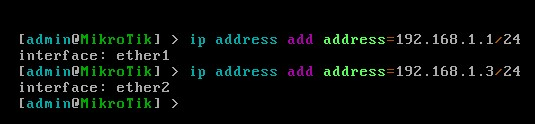 [admin@MikroTik] > ip address add address=192.168.1.1/24
interface: ether1
[admin@MikroTik] > ip address add address=192.168.1.3/24
interface: ether2
[admin@MikroTik] >